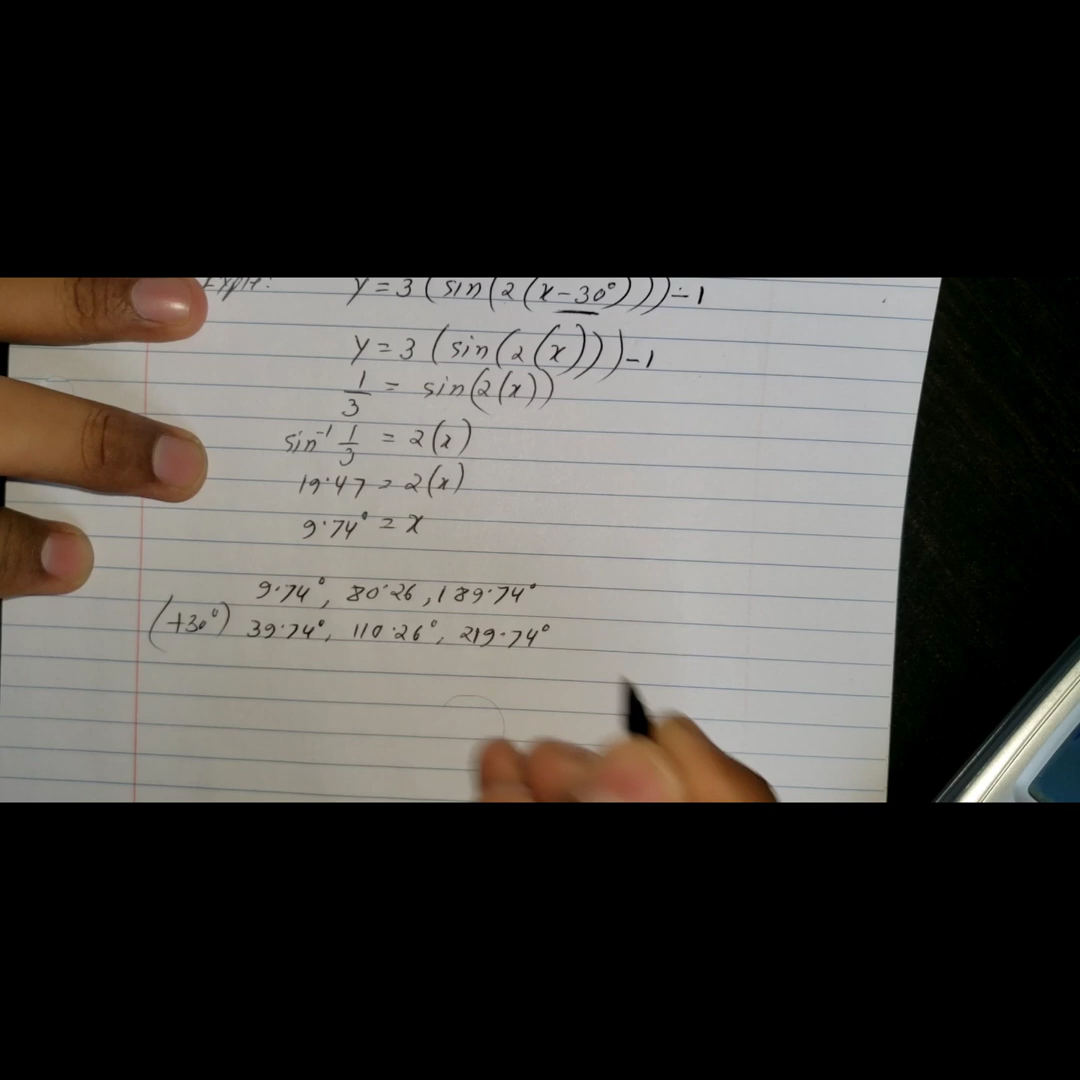 Exple: y = 3 (sin(2(x-30°)))-1
y = 3 (sin(2(x)))-1
1/3 = sin(2(x))
sin⁻¹ 1/3 = 2(x)
19.47 = 2(x)
9.74° = x
9.74°, 80.26, 189.74°
(+30°) 39.74°, 110.26°, 219.74°